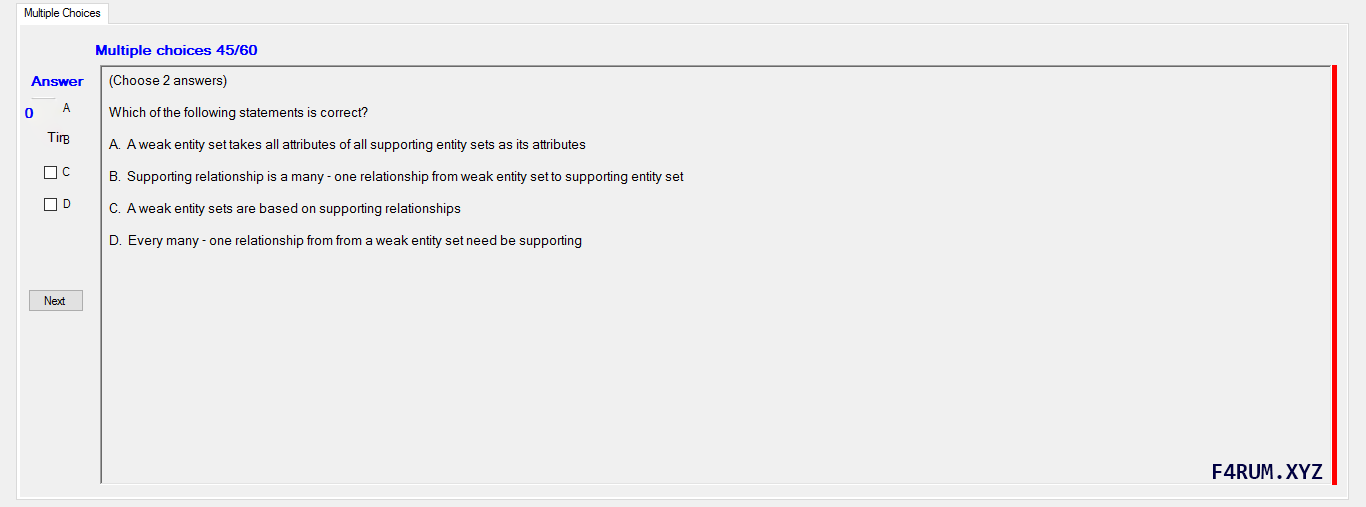 Multiple Choices
Multiple choices 45/60
Answer
(Choose 2 answers)
0
A
Which of the following statements is correct?
B
A. A weak entity set takes all attributes of all supporting entity sets as its attributes
C
B. Supporting relationship is a many - one relationship from weak entity set to supporting entity set
D
C. A weak entity sets are based on supporting relationships
D. Every many - one relationship from from a weak entity set need be supporting
Next
F4RUM.XYZ